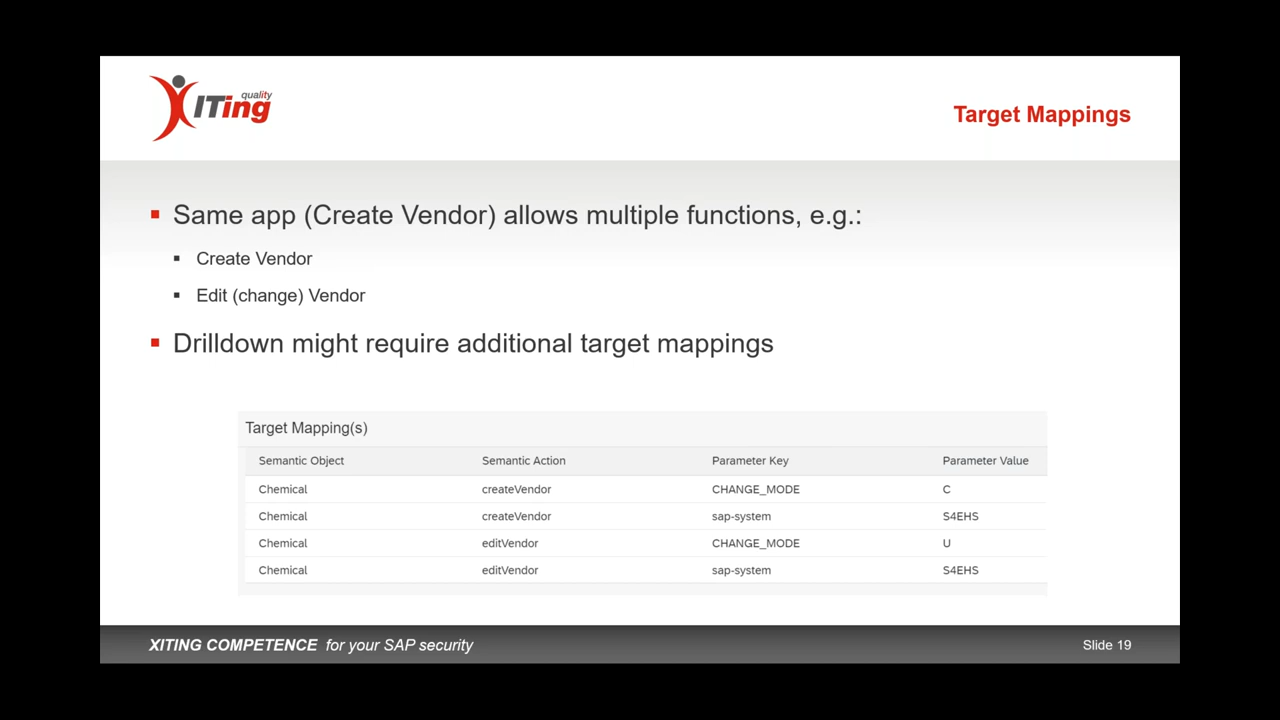 quality
XITing
Target Mappings
▪ Same app (Create Vendor) allows multiple functions, e.g.:
▪ Create Vendor
▪ Edit (change) Vendor
▪ Drilldown might require additional target mappings
Target Mapping(s)
Semantic Object Semantic Action Parameter Key Parameter Value
Chemical createVendor CHANGE_MODE C
Chemical createVendor sap-system S4EHS
Chemical editVendor CHANGE_MODE U
Chemical editVendor sap-system S4EHS
XITING COMPETENCE for your SAP security Slide 19